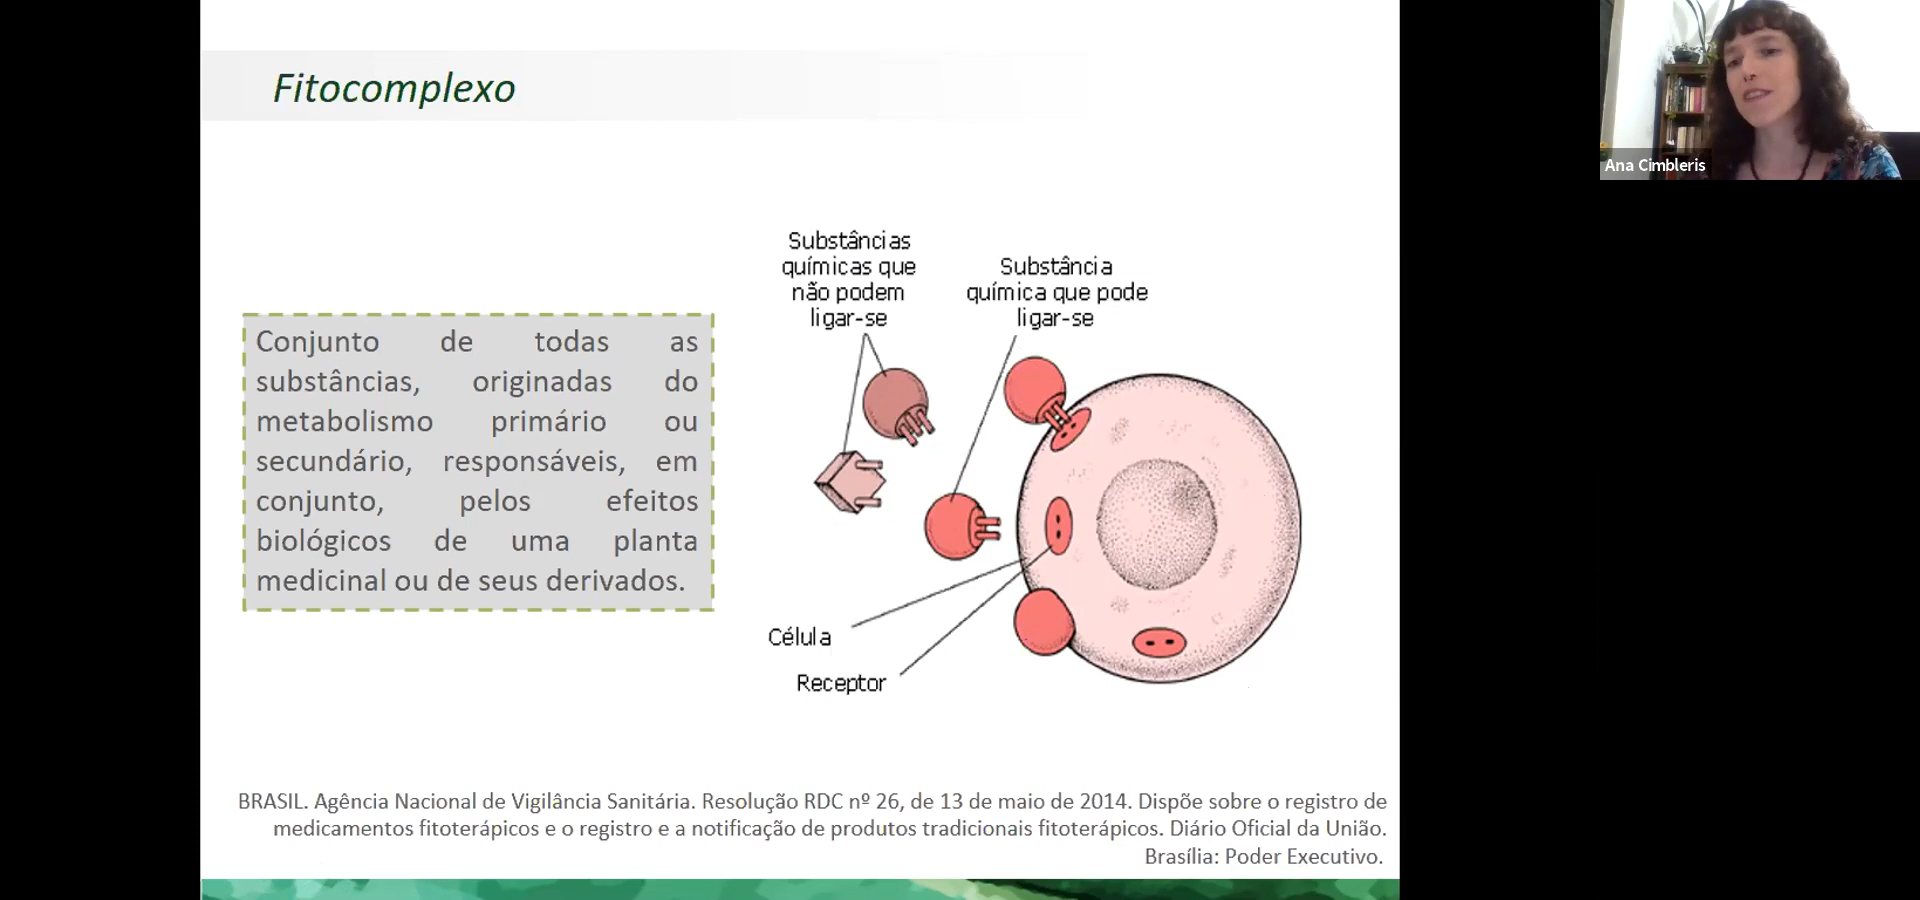 Fitocomplexo
Conjunto de todas as
substâncias, originadas do
metabolismo primário ou
secundário, responsáveis, em
conjunto, pelos efeitos
biológicos de uma planta
medicinal ou de seus derivados.
Substâncias
químicas que
não podem
ligar-se
Substância
química que pode
ligar-se
Célula
Receptor
BRASIL. Agência Nacional de Vigilância Sanitária. Resolução RDC nº 26, de 13 de maio de 2014. Dispõe sobre o registro de
medicamentos fitoterápicos e o registro e a notificação de produtos tradicionais fitoterápicos. Diário Oficial da União.
Brasília: Poder Executivo.
Ana Cimbleris